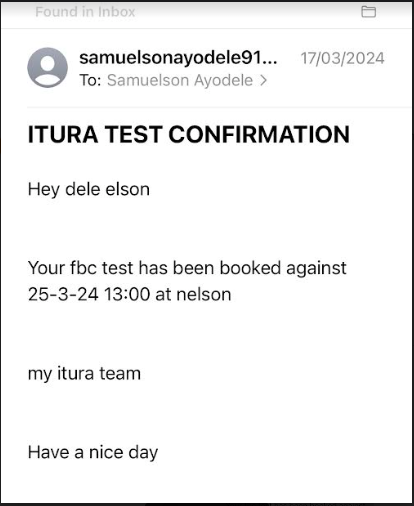 Found in Inbox
samuelsonayodele91... 17/03/2024
To: Samuelson Ayodele >
ITURA TEST CONFIRMATION
Hey dele elson
Your fbc test has been booked against
25-3-24 13:00 at nelson
my itura team
Have a nice day